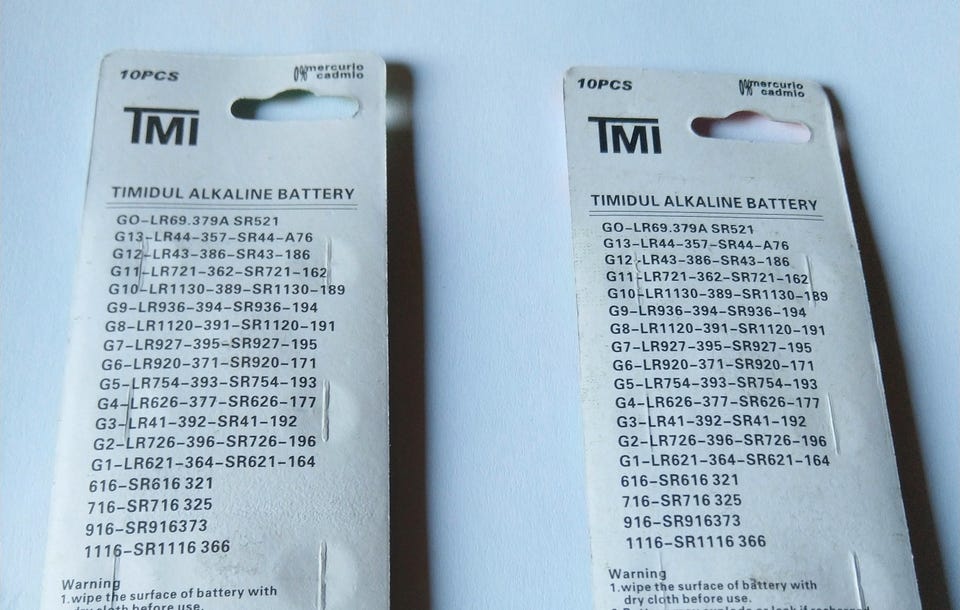 10PCS
0% mercurio
cadmio
TMI
TIMIDUL ALKALINE BATTERY
GO-LR69.379A SR521
G13-LR44-357-SR44-A76
G12-LR43-386-SR43-186
G11-LR721-362-SR721-162
G10-LR1130-389-SR1130-189
G9-LR936-394-SR936-194
G8-LR1120-391-SR1120-191
G7-LR927-395-SR927-195
G6-LR920-371-SR920-171
G5-LR754-393-SR754-193
G4-LR626-377-SR626-177
G3-LR41-392-SR41-192
G2-LR726-396-SR726-196
G1-LR621-364-SR621-164
616-SR616 321
716-SR716 325
916-SR916373
1116-SR1116 366
Warning
1.wipe the surface of battery with
dry cloth before use.
10PCS
0% mercurio
cadmio
TMI
TIMIDUL ALKALINE BATTERY
GO-LR69.379A SR521
G13-LR44-357-SR44-A76
G12-LR43-386-SR43-186
G11-LR721-362-SR721-162
G10-LR1130-389-SR1130-189
G9-LR936-394-SR936-194
G8-LR1120-391-SR1120-191
G7-LR927-395-SR927-195
G6-LR920-371-SR920-171
G5-LR754-393-SR754-193
G4-LR626-377-SR626-177
G3-LR41-392-SR41-192
G2-LR726-396-SR726-196
G1-LR621-364-SR621-164
616-SR616 321
716-SR716 325
916-SR916373
1116-SR1116 366
Warning
1.wipe the surface of battery with
dry cloth before use.